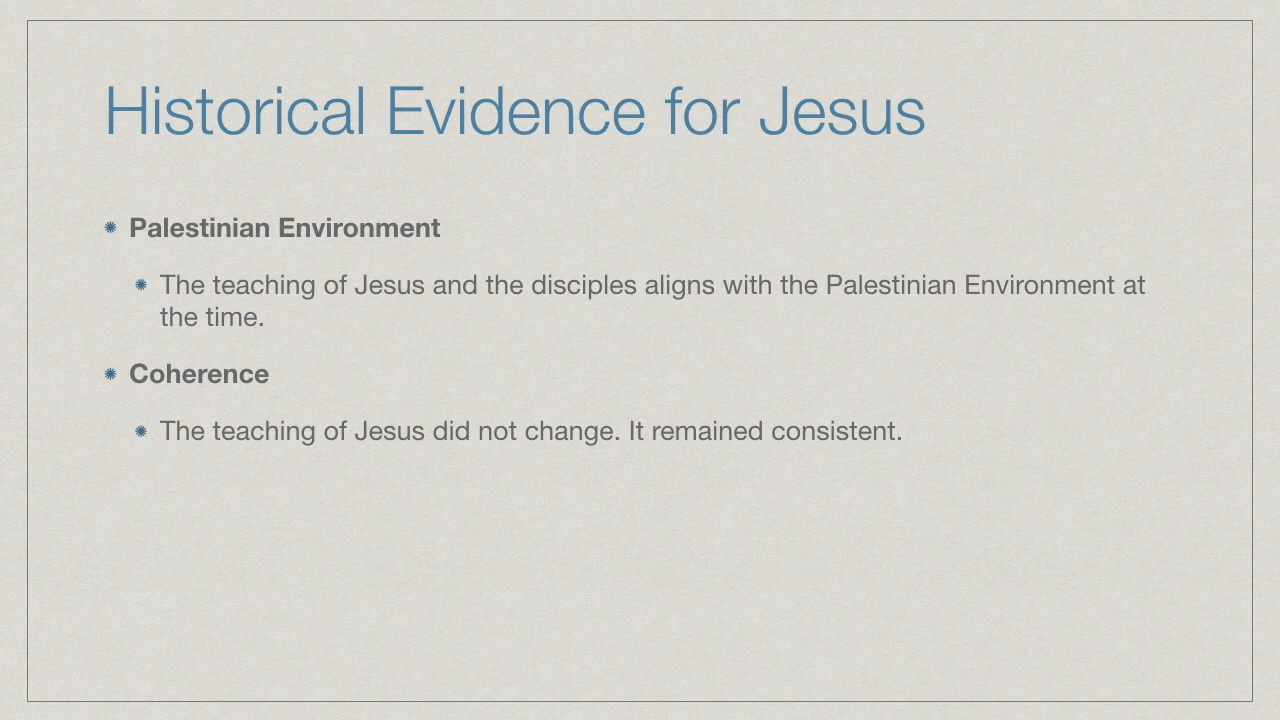 Historical Evidence for Jesus
Palestinian Environment
The teaching of Jesus and the disciples aligns with the Palestinian Environment at
the time.
Coherence
The teaching of Jesus did not change. It remained consistent.